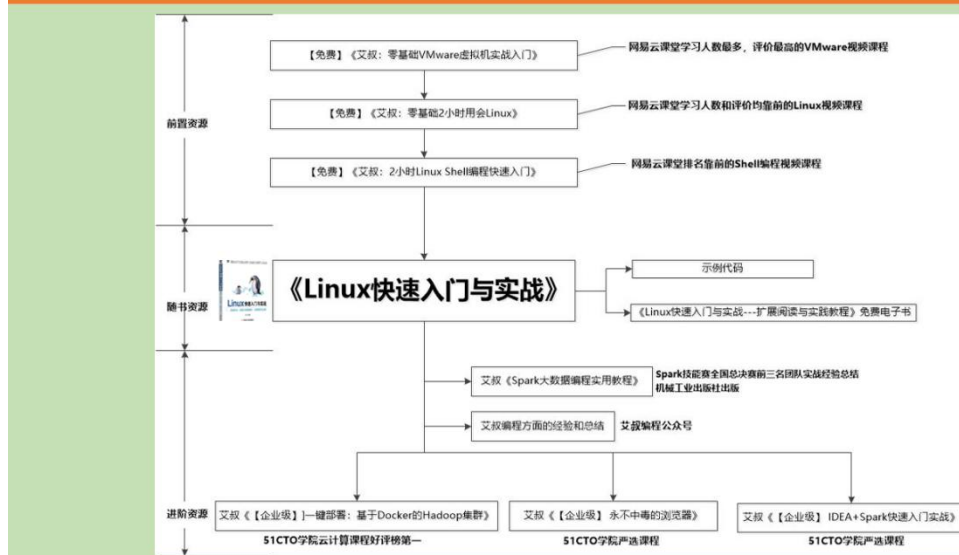 【免费】《艾叔：零基础VMware虚拟机实战入门》
网易云课堂学习人数最多，评价最高的VMware视频课程
【免费】《艾叔：零基础2小时用会Linux》
网易云课堂学习人数和评价均靠前的Linux视频课程
前置资源
【免费】《艾叔：2小时Linux Shell编程快速入门》
网易云课堂排名靠前的Shell编程视频课程
随书资源
《Linux快速入门与实战》
示例代码
《Linux快速入门与实战---扩展阅读与实践教程》免费电子书
艾叔《Spark大数据编程实用教程》
Spark技能赛全国总决赛前三名团队实战经验总结
机械工业出版社出版
艾叔编程方面的经验和总结
艾叔编程公众号
进阶资源
艾叔《【企业级】]一键部署：基于Docker的Hadoop集群》
51CTO学院云计算课程好评榜第一
艾叔《【企业级】 永不中毒的浏览器》
51CTO学院严选课程
艾叔《【企业级】 IDEA+Spark快速入门实战》
51CTO学院严选课程